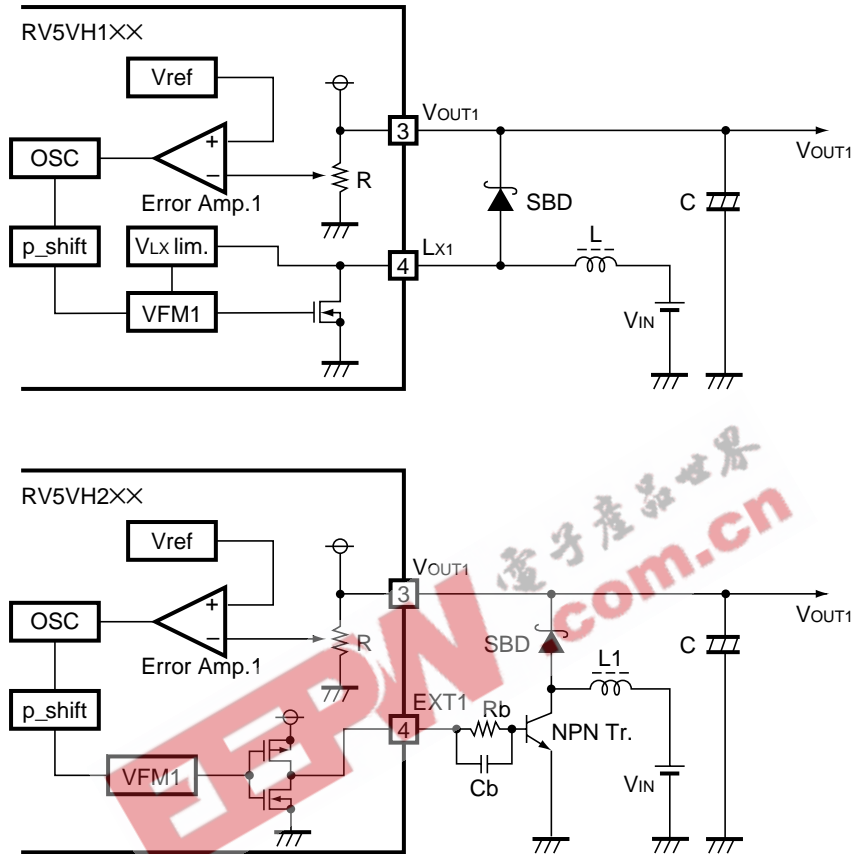 RV5VH1××
Vref
VOUT1
3
VOUT1
OSC
+
−
R
SBD
C
Error Amp.1
p_shift
VLX lim.
LX1
4
L
VFM1
VIN
RV5VH2××
Vref
VOUT1
3
VOUT1
OSC
+
−
R
SBD
C
Error Amp.1
L1
p_shift
EXT1
4
Rb
NPN Tr.
VFM1
Cb
VIN
EEPW
電子產品世界
com.cn